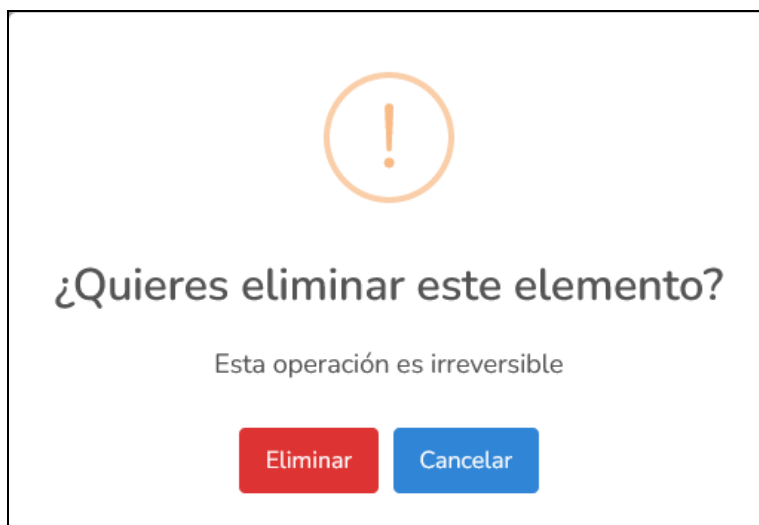 ¿Quieres eliminar este elemento?
Esta operación es irreversible
Eliminar Cancelar